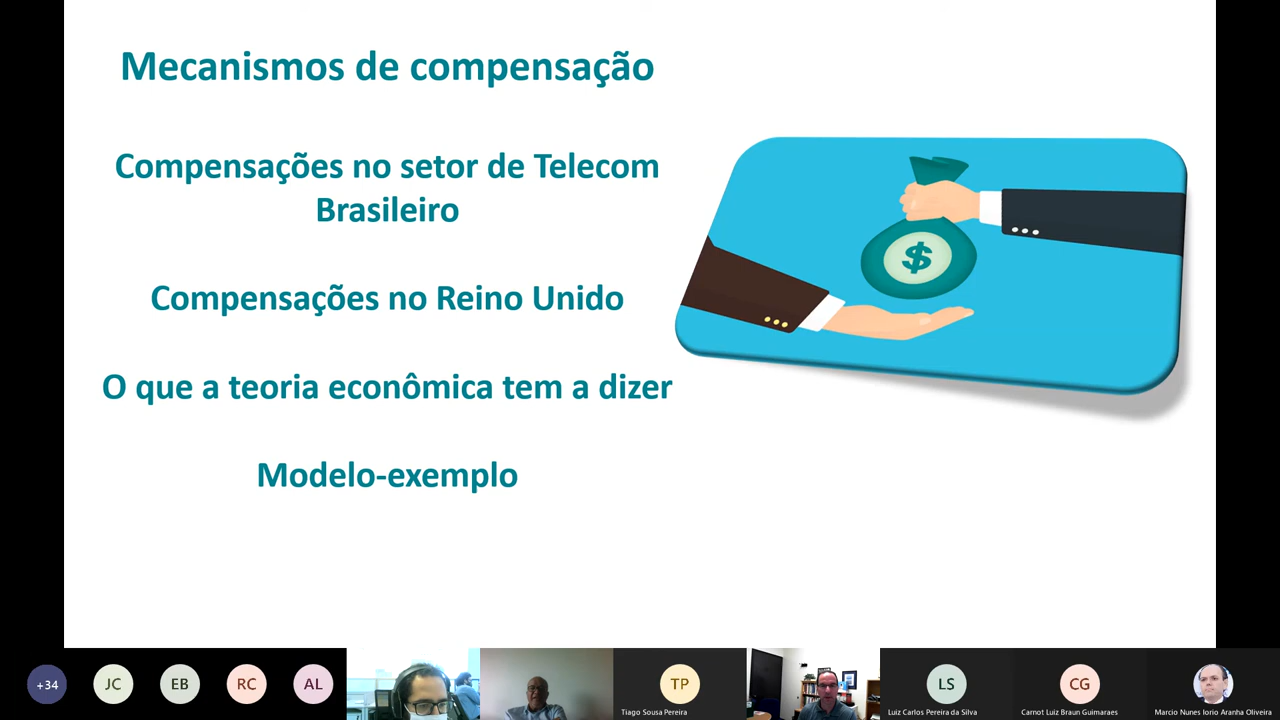 Mecanismos de compensação
Compensações no setor de Telecom
Brasileiro
Compensações no Reino Unido
O que a teoria econômica tem a dizer
Modelo-exemplo
$
+34
JC
EB
RC
AL
TP
Tiago Sousa Pereira
LS
Luiz Carlos Pereira da Silva
CG
Carnot Luiz Braun Guimaraes
Marcio Nunes Iorio Aranha Oliveira